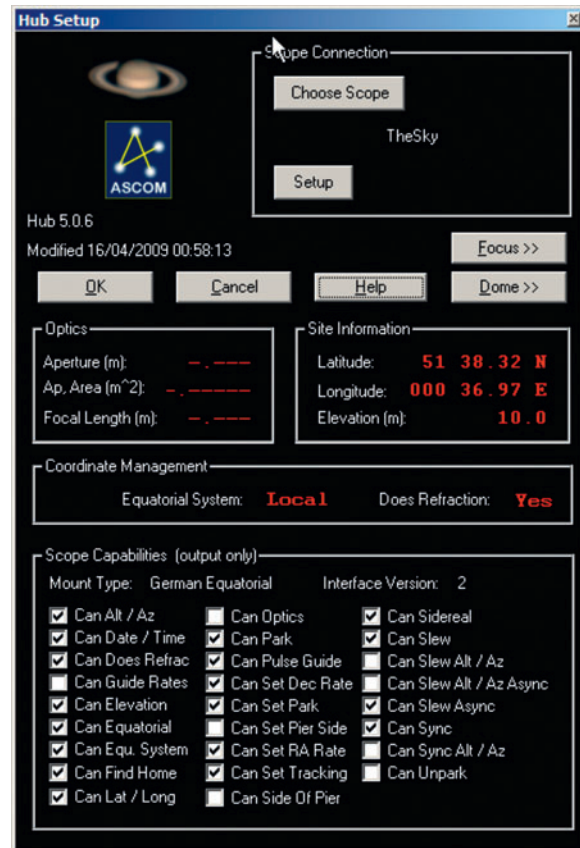 Hub Setup
Scope Connection
Choose Scope
TheSky
Setup
ASCOM
Hub 5.0.6
Modified 16/04/2009 00:58:13
Focus >>
OK Cancel Help Dome >>
Optics
Aperture (m): -.---
Ap, Area (m^2): -.-----
Focal Length (m): -.---
Site Information
Latitude: 51 38.32 N
Longitude: 000 36.97 E
Elevation (m): 10.0
Coordinate Management
Equatorial System: Local Does Refraction: Yes
Scope Capabilities (output only)
Mount Type: German Equatorial Interface Version: 2
Can Alt / Az
Can Date / Time
Can Does Refrac
Can Guide Rates
Can Elevation
Can Equatorial
Can Equ. System
Can Find Home
Can Lat / Long
Can Optics
Can Park
Can Pulse Guide
Can Set Dec Rate
Can Set Park
Can Set Pier Side
Can Set RA Rate
Can Set Tracking
Can Side Of Pier
Can Sidereal
Can Slew
Can Slew Alt / Az
Can Slew Alt / Az Async
Can Slew Async
Can Sync
Can Sync Alt / Az
Can Unpark